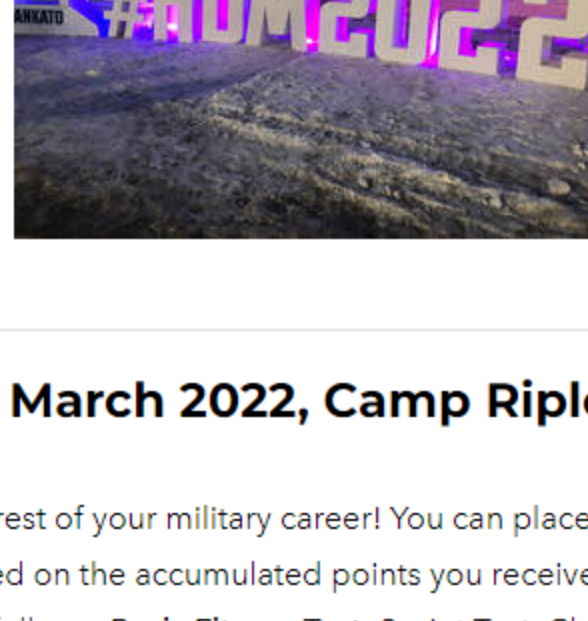 ANKATO
#HDM2022
March 2022, Camp Ripl
rest of your military career! You can place
ed on the accumulated points you receive